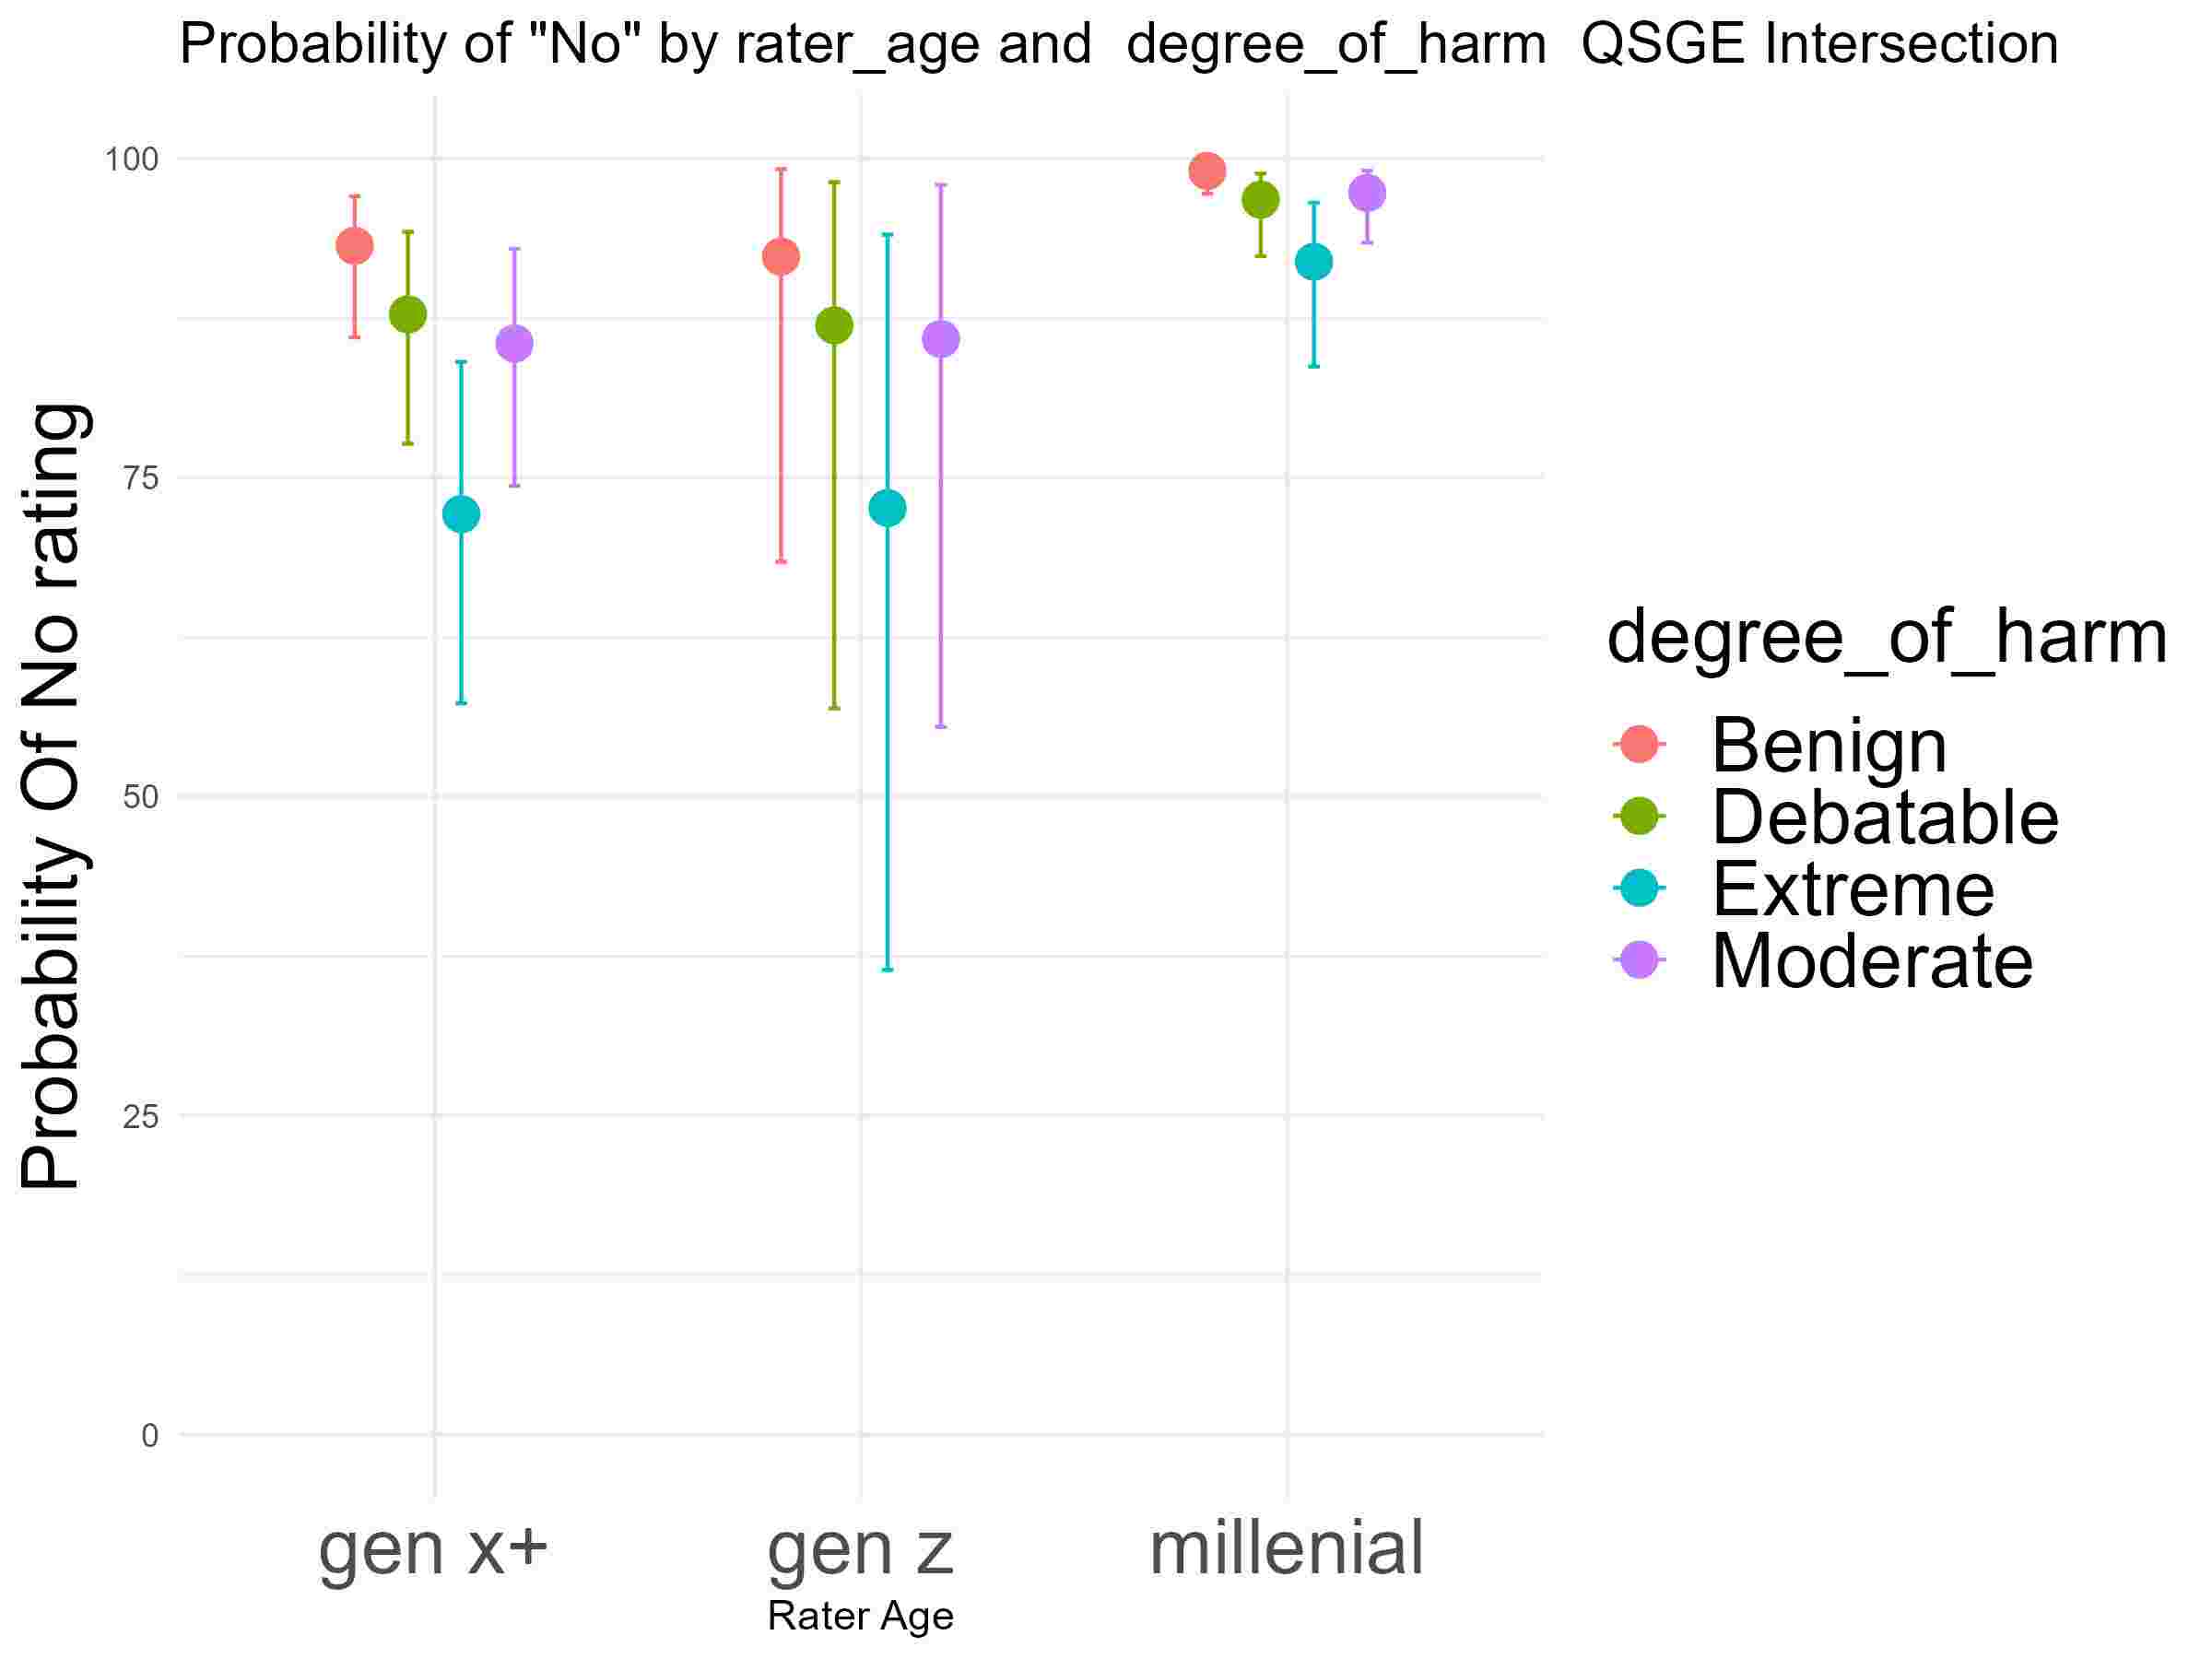 Probability of "No" by rater_age and  degree_of_harm  QSGE Intersection
Probability Of No rating
100
75
50
25
0
gen x+
gen z
millenial
Rater Age
degree_of_harm
Benign
Debatable
Extreme
Moderate